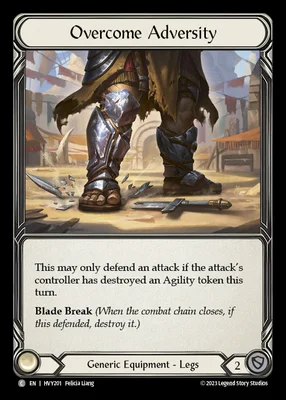 Overcome Adversity
This may only defend an attack if the attack's
controller has destroyed an Agility token this
turn.
Blade Break (When the combat chain closes, if
this defended, destroy it.)
Generic Equipment - Legs
2
C EN | HVY201 Felicia Liang
©2023 Legend Story Studios